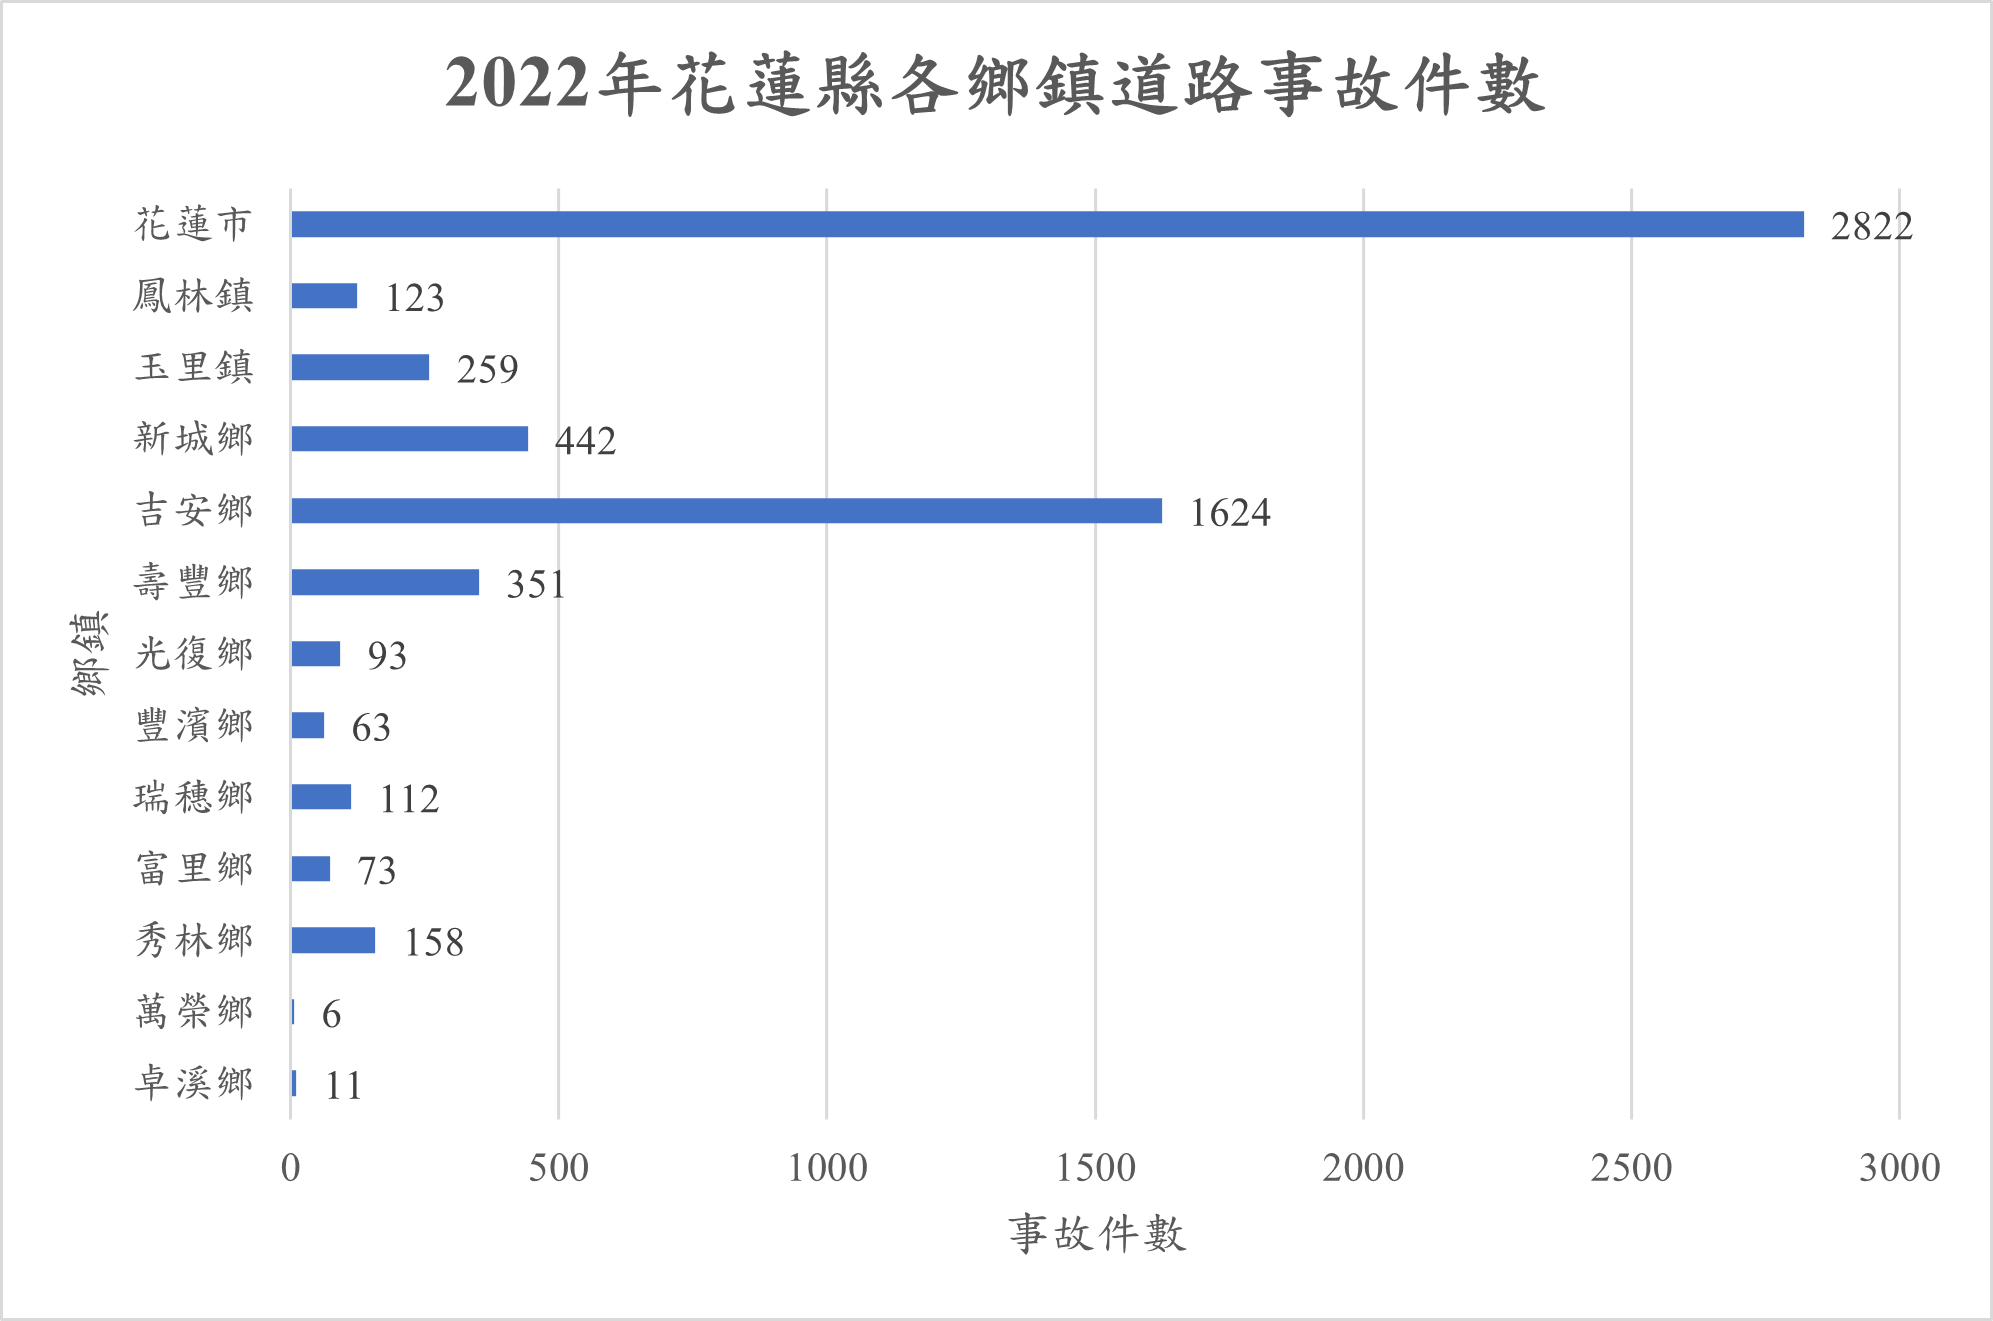 2022年花蓮縣各鄉鎮道路事故件數
花蓮市 2822
鳳林鎮 123
玉里鎮 259
新城鄉 442
吉安鄉 1624
壽豐鄉 351
光復鄉 93
豐濱鄉 63
瑞穗鄉 112
富里鄉 73
秀林鄉 158
萬榮鄉 6
卓溪鄉 11
鄉鎮
0 500 1000 1500 2000 2500 3000
事故件數